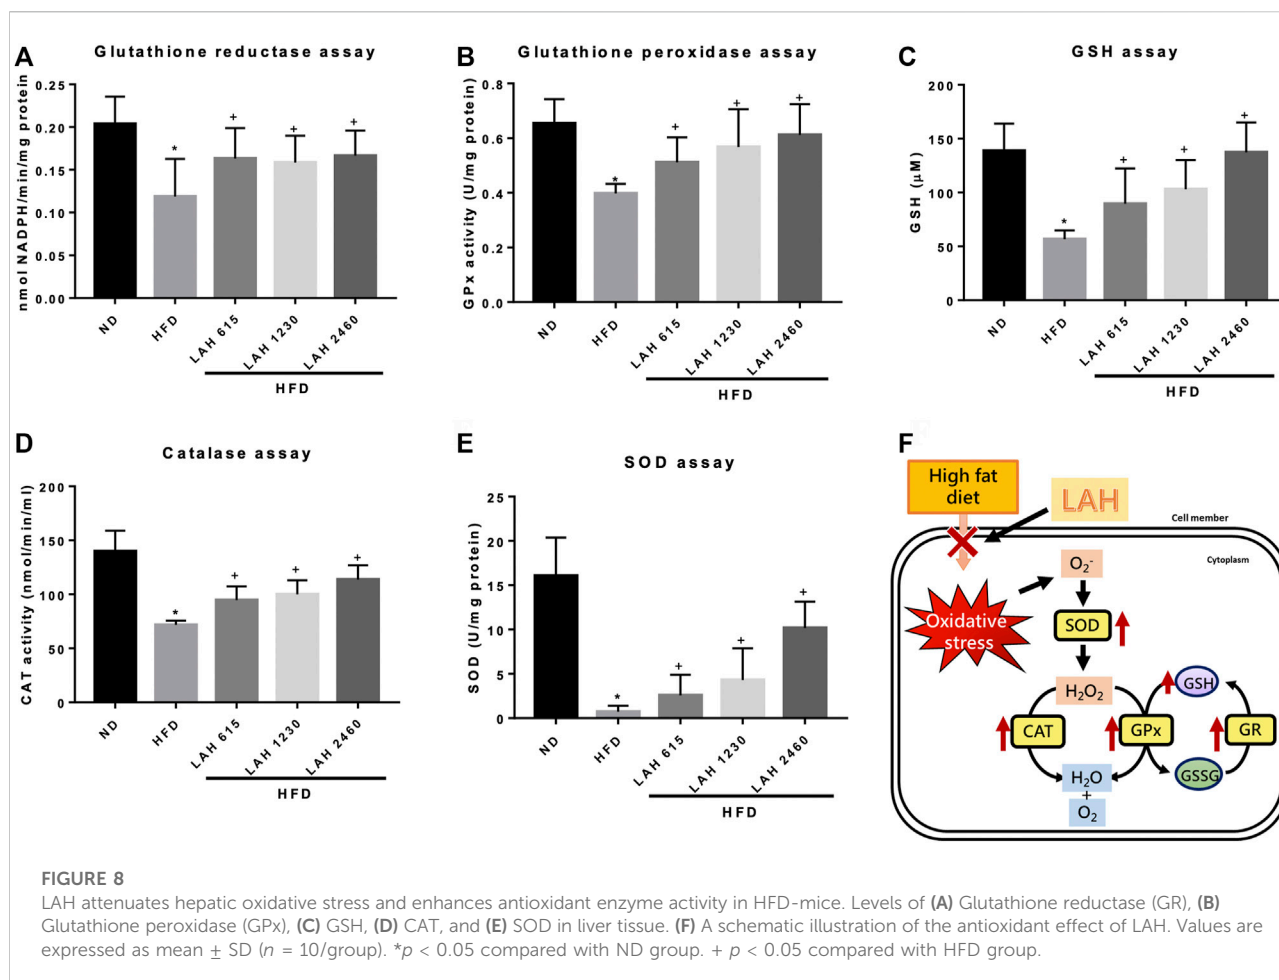 A
Glutathione reductase assay
nmol NADPH/min/mg protein
0.25
0.20
0.15
0.10
0.05
0.00
*
+
+
+
ND
HFD
LAH 615
LAH 1230
LAH 2460
HFD
B
Glutathione peroxidase assay
GPx activity (U/mg protein)
0.8
0.6
0.4
0.2
0.0
*
+
+
+
ND
HFD
LAH 615
LAH 1230
LAH 2460
HFD
C
GSH assay
GSH (μM)
200
150
100
50
0
*
+
+
+
ND
HFD
LAH 615
LAH 1230
LAH 2460
HFD
D
Catalase assay
CAT activity (nmol/min/ml)
200
150
100
50
0
*
+
+
+
ND
HFD
LAH 615
LAH 1230
LAH 2460
HFD
E
SOD assay
SOD (U/mg protein)
25
20
15
10
5
0
*
+
+
+
ND
HFD
LAH 615
LAH 1230
LAH 2460
HFD
F
High fat
diet
LAH
Cell member
Cytoplasm
Oxidative
stress
O₂⁻
SOD
H₂O₂
GSH
CAT
GPx
GR
H₂O
+
O₂
GSSG
FIGURE 8
LAH attenuates hepatic oxidative stress and enhances antioxidant enzyme activity in HFD-mice. Levels of (A) Glutathione reductase (GR), (B)
Glutathione peroxidase (GPx), (C) GSH, (D) CAT, and (E) SOD in liver tissue. (F) A schematic illustration of the antioxidant effect of LAH. Values are
expressed as mean ± SD (n = 10/group). *p < 0.05 compared with ND group. + p < 0.05 compared with HFD group.